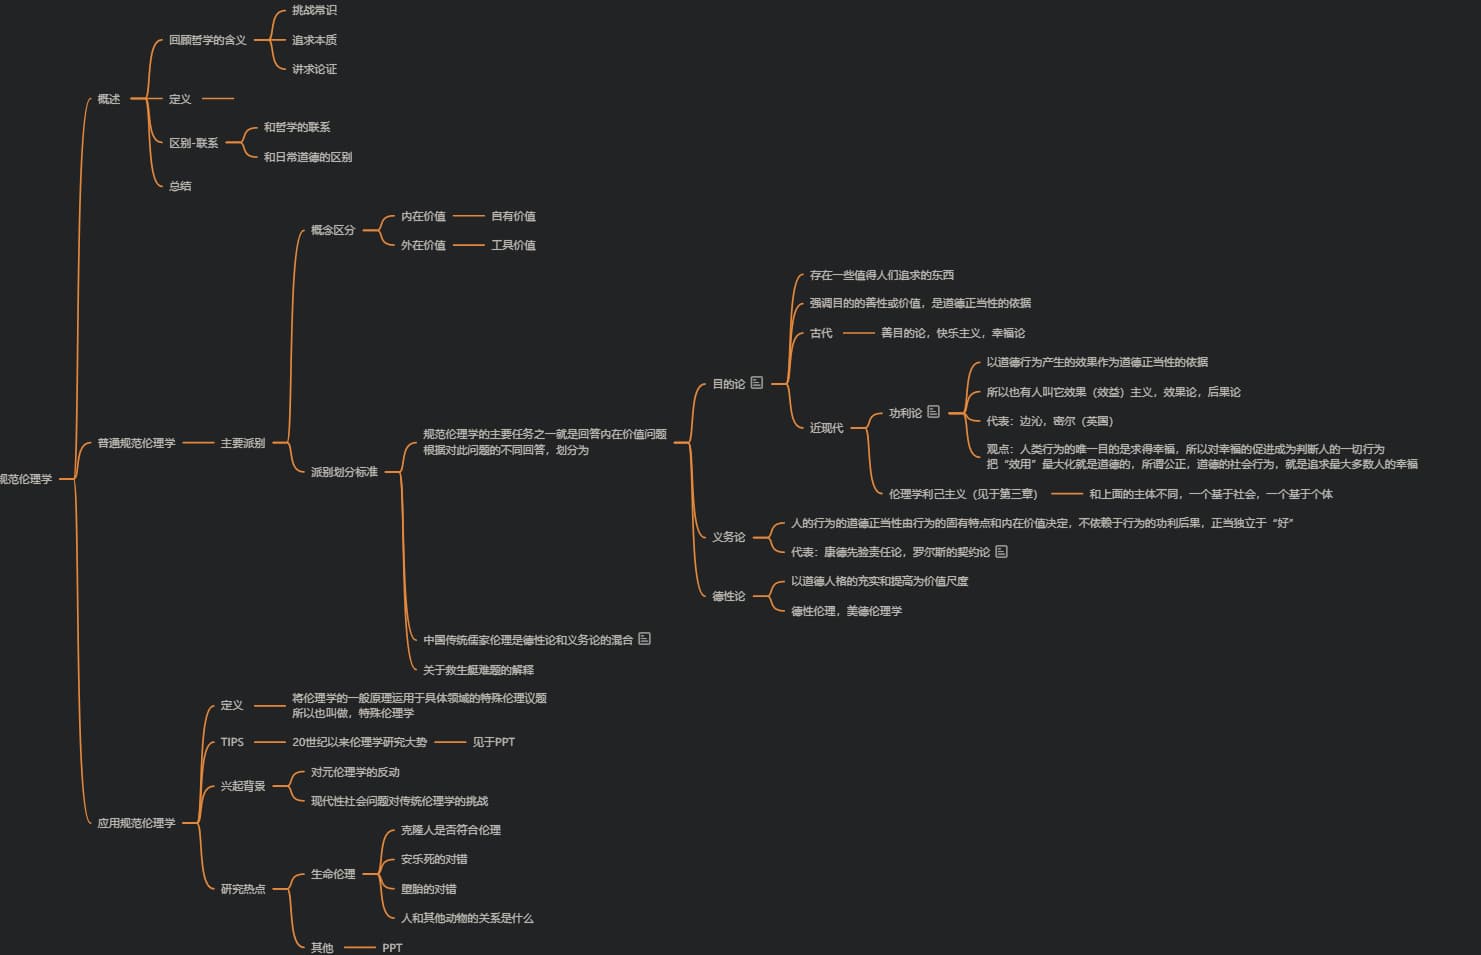 挑战常识
回顾哲学的含义
追求本质
讲求论证
概述
定义
和哲学的联系
区别-联系
和日常道德的区别
总结
内在价值
自有价值
概念区分
外在价值
工具价值
存在一些值得人们追求的东西
强调目的的善性或价值，是道德正当性的依据
古代
善目的论，快乐主义，幸福论
以道德行为产生的效果作为道德正当性的依据
目的论
所以也有人叫它效果（效益）主义，效果论，后果论
功利论
代表：边沁，密尔（英国）
近现代
规范伦理学的主要任务之一就是回答内在价值问题
根据对此问题的不同回答，划分为
普通规范伦理学
主要派别
观点：人类行为的唯一目的是求得幸福，所以对幸福的促进成为判断人的一切行为
把“效用”最大化就是道德的，所谓公正，道德的社会行为，就是追求最大多数人的幸福
派别划分标准
规范伦理学
伦理学利己主义（见于第三章）
和上面的主体不同，一个基于社会，一个基于个体
人的行为的道德正当性由行为的固有特点和内在价值决定，不依赖于行为的功利后果，正当独立于“好”
义务论
代表：康德先验责任论，罗尔斯的契约论
以道德人格的充实和提高为价值尺度
德性论
德性伦理，美德伦理学
中国传统儒家伦理是德性论和义务论的混合
关于救生艇难题的解释
定义
将伦理学的一般原理运用于具体领域的特殊伦理议题
所以也叫做，特殊伦理学
TIPS
20世纪以来伦理学研究大势
见于PPT
对元伦理学的反动
兴起背景
现代性社会问题对传统伦理学的挑战
应用规范伦理学
克隆人是否符合伦理
安乐死的对错
生命伦理
研究热点
堕胎的对错
人和其他动物的关系是什么
其他
PPT